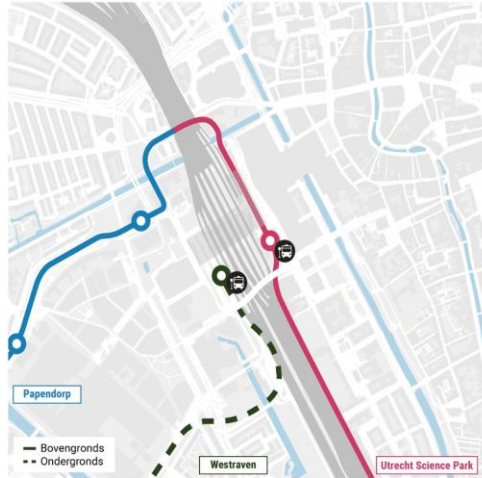 Papendorp
Bovengronds
Ondergronds
Westraven
Utrecht Science Park